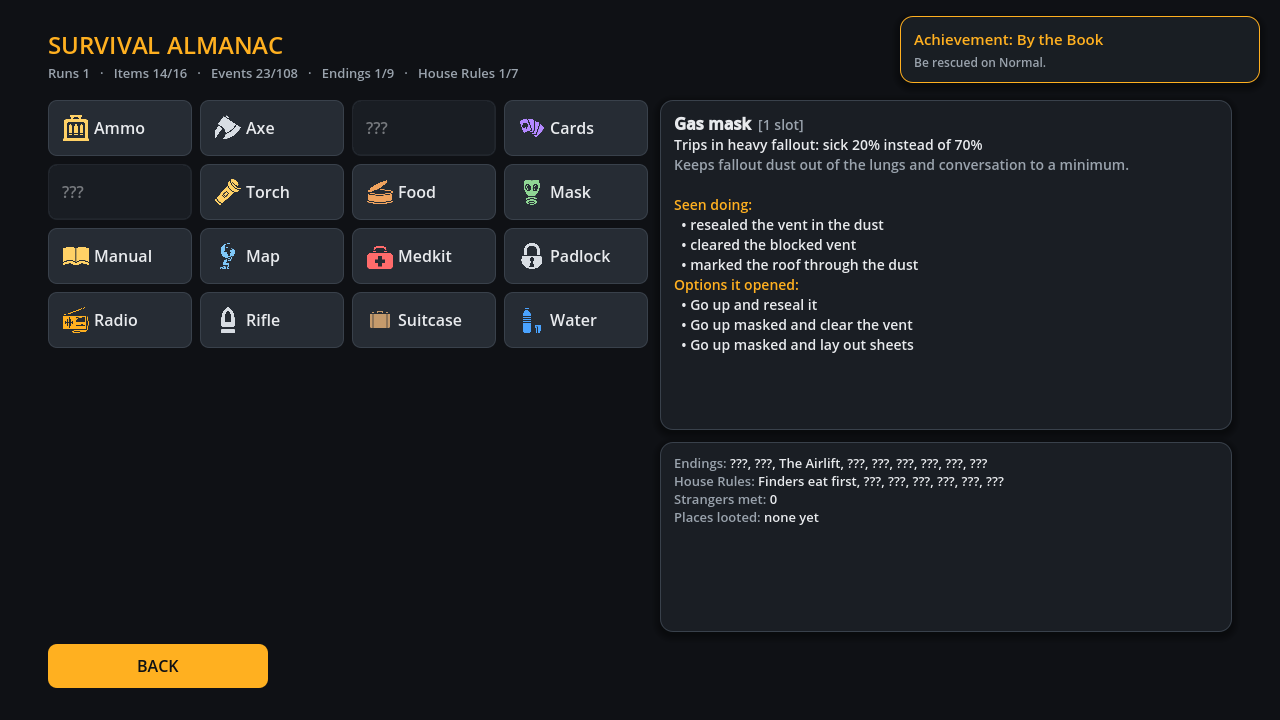 SURVIVAL ALMANAC
Runs 1 · Items 14/16 · Events 23/108 · Endings 1/9 · House Rules 1/7
Achievement: By the Book
Be rescued on Normal.
Ammo
Axe
???
Cards
???
Torch
Food
Mask
Manual
Map
Medkit
Padlock
Radio
Rifle
Suitcase
Water
Gas mask [1 slot]
Trips in heavy fallout: sick 20% instead of 70%
Keeps fallout dust out of the lungs and conversation to a minimum.
Seen doing:
• resealed the vent in the dust
• cleared the blocked vent
• marked the roof through the dust
Options it opened:
• Go up and reseal it
• Go up masked and clear the vent
• Go up masked and lay out sheets
Endings: ???, ???, The Airlift, ???, ???, ???, ???, ???, ???
House Rules: Finders eat first, ???, ???, ???, ???, ???, ???
Strangers met: 0
Places looted: none yet
BACK